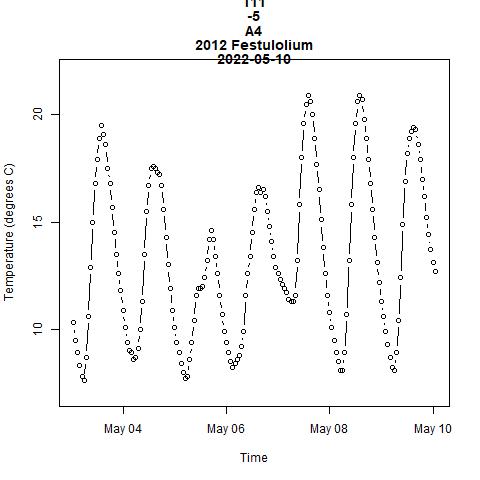 T11
-5
A4
2012 Festulolium
2022-05-10
Temperature (degrees C)
20
15
10
May 04
May 06
May 08
May 10
Time